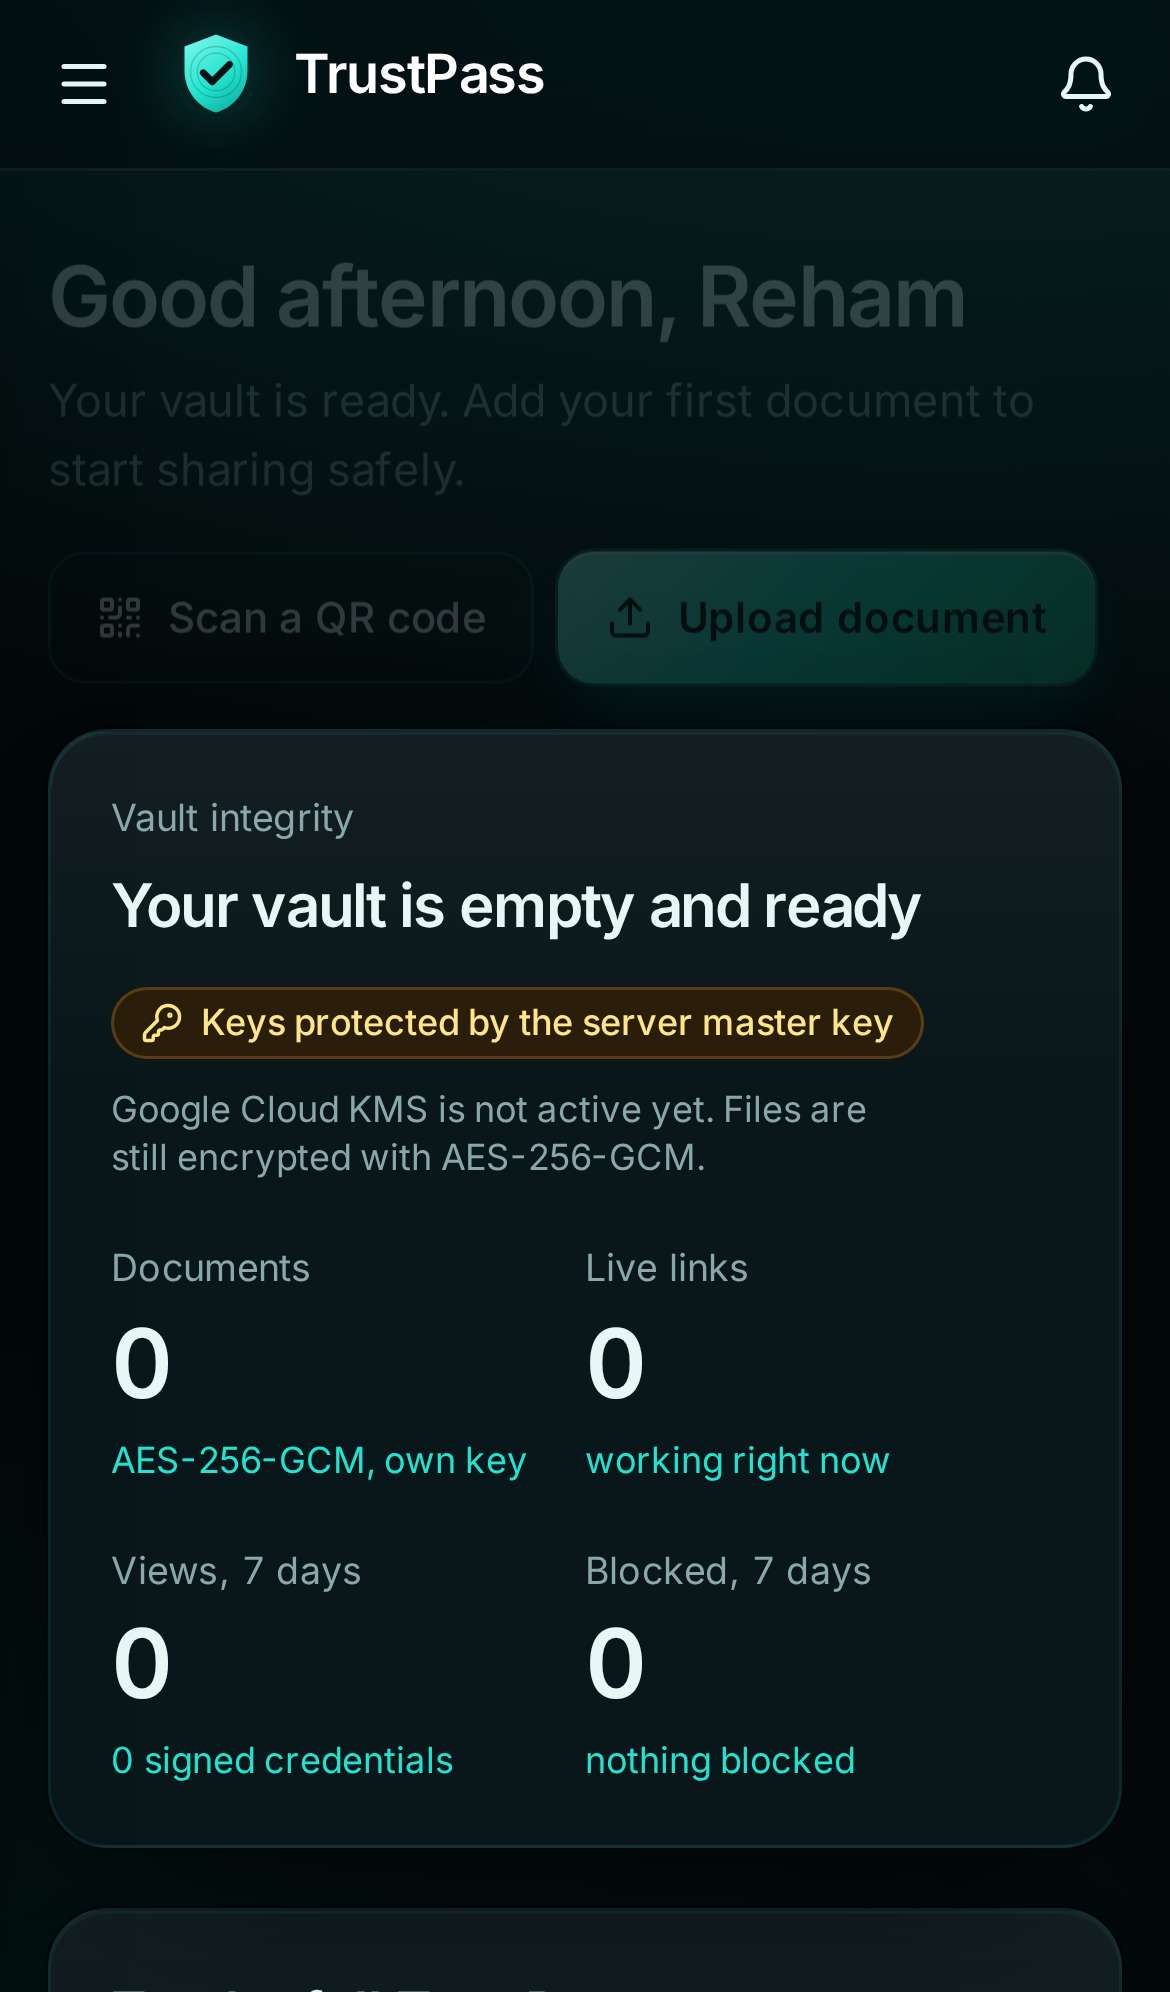 TrustPass
Good afternoon, Reham
Your vault is ready. Add your first document to
start sharing safely.
Scan a QR code
Upload document
Vault integrity
Your vault is empty and ready
Keys protected by the server master key
Google Cloud KMS is not active yet. Files are
still encrypted with AES-256-GCM.
Documents
Live links
0
0
AES-256-GCM, own key
working right now
Views, 7 days
Blocked, 7 days
0
0
0 signed credentials
nothing blocked